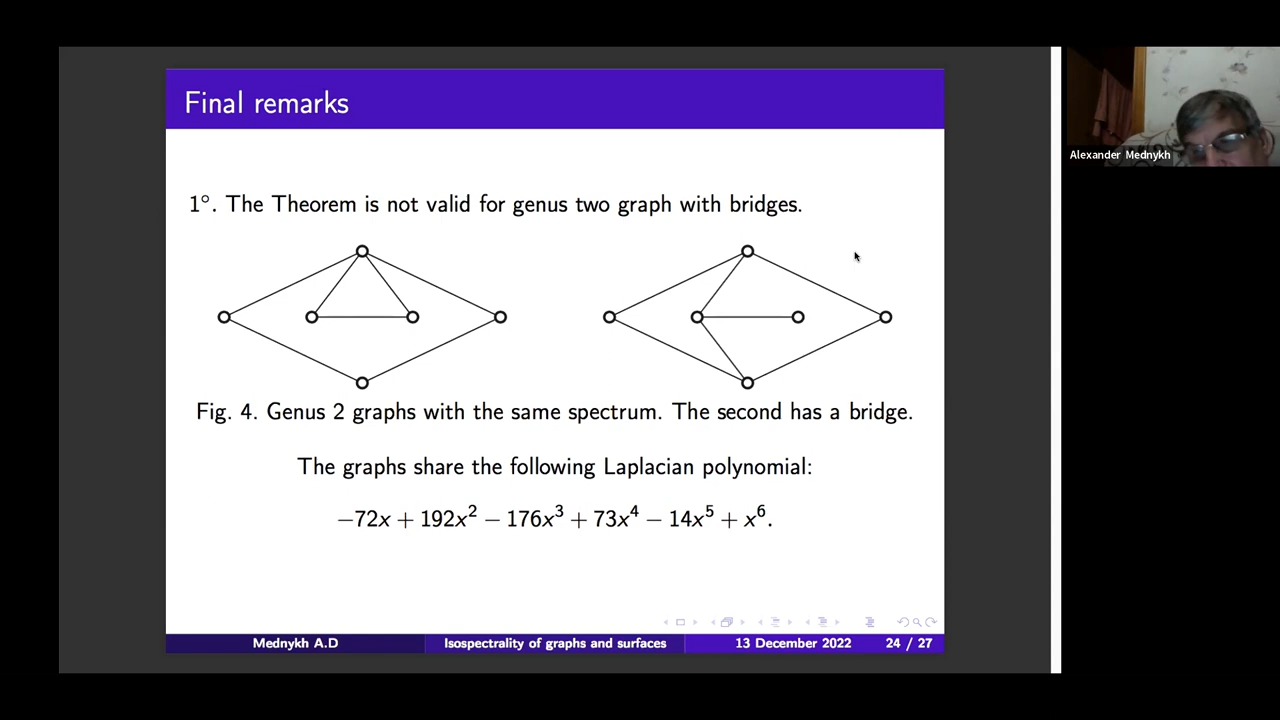 Final remarks
1°. The Theorem is not valid for genus two graph with bridges.
Fig. 4. Genus 2 graphs with the same spectrum. The second has a bridge.
The graphs share the following Laplacian polynomial:
−72x + 192x² − 176x³ + 73x⁴ − 14x⁵ + x⁶.
Mednykh A.D Isospectrality of graphs and surfaces 13 December 2022 24 / 27
Alexander Mednykh